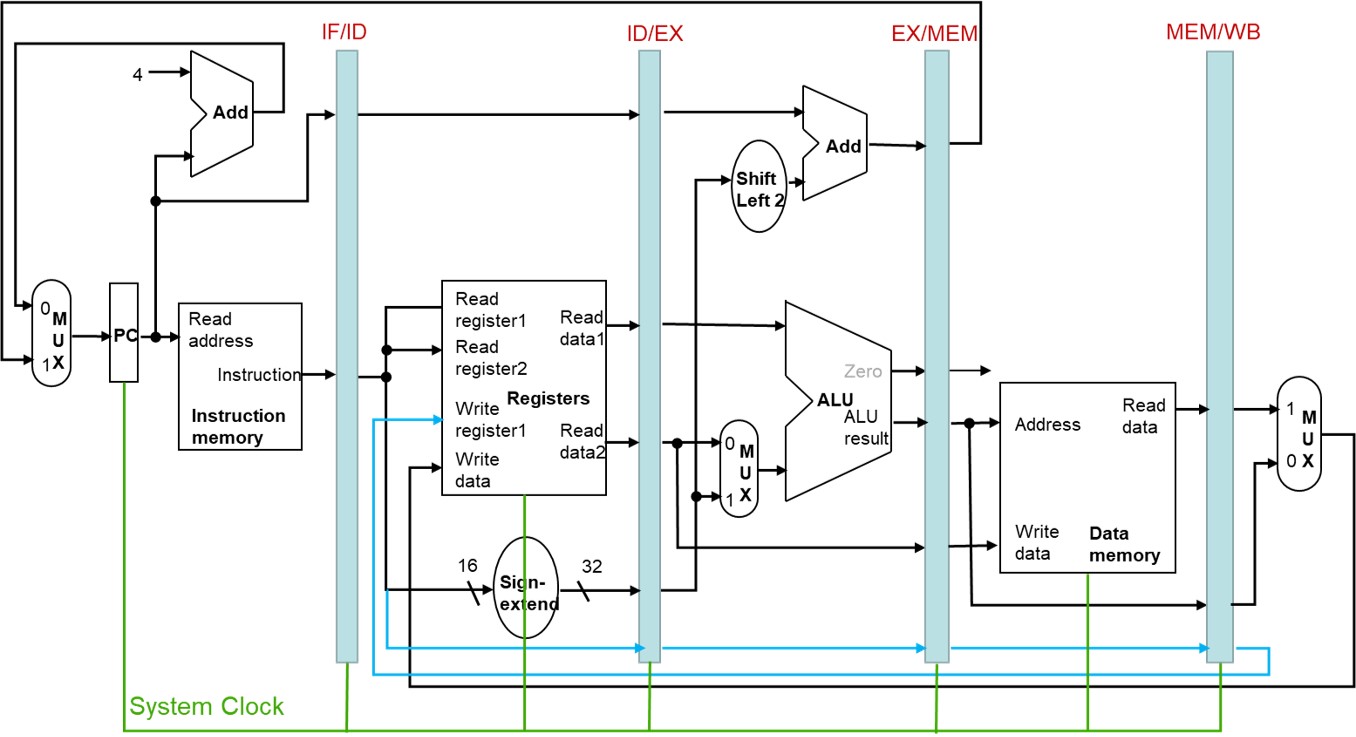 IF/ID
ID/EX
EX/MEM
MEM/WB
4
Add
Add
Shift
Left 2
0
M
U
1 X
PC
Read
address
Instruction
Instruction
memory
Read
register1
Read
register2
Write
register1
Write
data
Registers
Read
data1
Read
data2
16
Sign-
extend
32
0
M
U
1 X
Zero
ALU
ALU
result
Address
Read
data
Write
data
Data
memory
1
M
U
0 X
System Clock